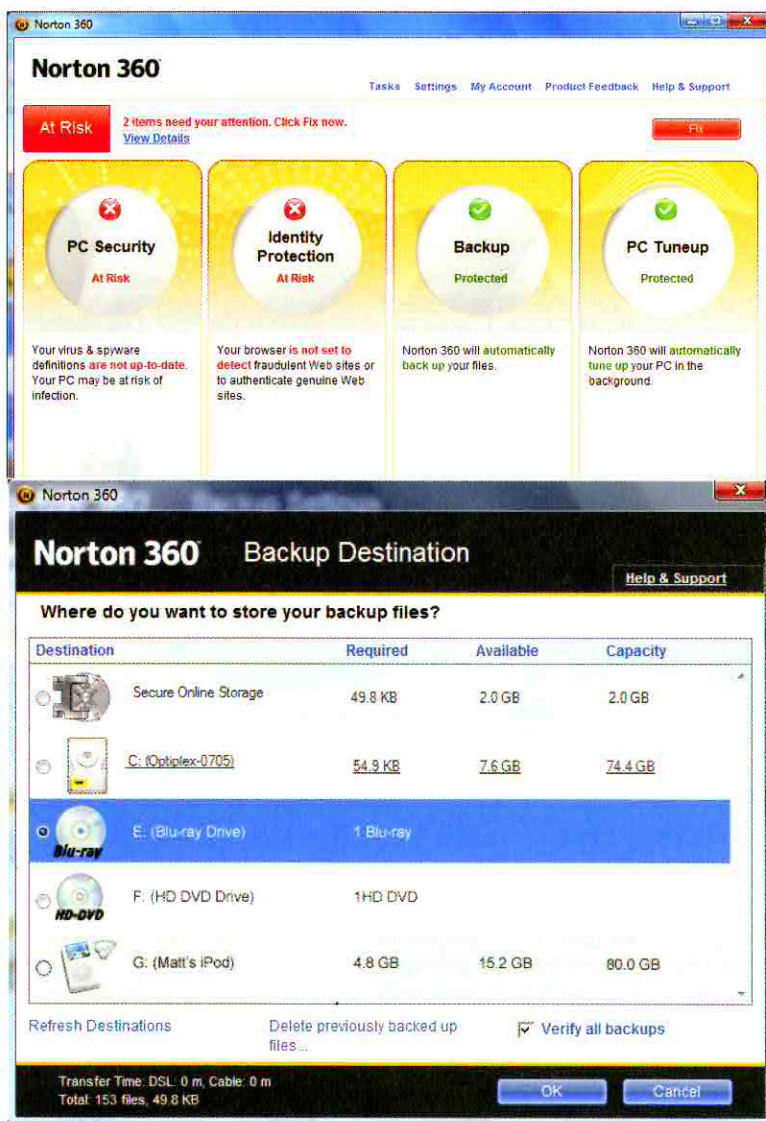 Norton 360
Norton 360
Tasks Settings My Account Product Feedback Help & Support
At Risk
2 items need your attention. Click Fix now.
View Details
Fix
PC Security
At Risk
Identity
Protection
At Risk
Backup
Protected
PC Tuneup
Protected
Your virus & spyware
definitions are not up-to-date.
Your PC may be at risk of
infection.
Your browser is not set to
detect fraudulent Web sites or
to authenticate genuine Web
sites.
Norton 360 will automatically
back up your files.
Norton 360 will automatically
tune up your PC in the
background.
Norton 360
Norton 360 Backup Destination
Help & Support
Where do you want to store your backup files?
Destination Required Available Capacity
Secure Online Storage 49.8 KB 2.0 GB 2.0 GB
C: (Optiplex-0705) 54.9 KB 7.6 GB 74.4 GB
Blu-ray E: (Blu-ray Drive) 1 Blu-ray
HD-DVD F: (HD DVD Drive) 1HD DVD
G: (Matt's iPod) 4.8 GB 15.2 GB 80.0 GB
Refresh Destinations Delete previously backed up
files... Verify all backups
Transfer Time: DSL: 0 m, Cable: 0 m
Total: 153 files, 49.8 KB
OK Cancel